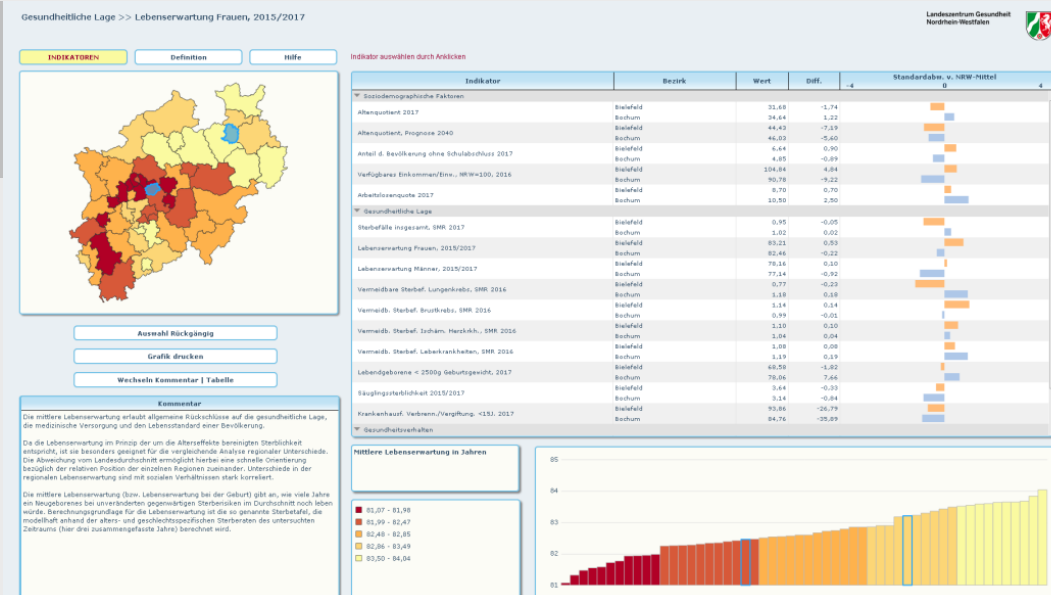 Gesundheitliche Lage >> Lebenserwartung Frauen, 2015/2017
Landeszentrum Gesundheit
Nordrhein-Westfalen
INDIKATOREN Definition Hilfe
Indikator auswählen durch Anklicken
Indikator Bezirk Wert Diff. Standardabw. v. NRW-Mittel
-4 0 4
Soziodemographische Faktoren
Altenquotient 2017
Bielefeld 31,68 -1,74
Bochum 34,64 1,22
Altenquotient, Prognose 2040
Bielefeld 44,43 -7,19
Bochum 46,03 -5,60
Anteil d. Bevölkerung ohne Schulabschluss 2017
Bielefeld 6,64 0,90
Bochum 4,85 -0,89
Verfügbares Einkommen/Einw., NRW=100, 2016
Bielefeld 104,84 4,84
Bochum 90,78 -9,22
Arbeitslosenquote 2017
Bielefeld 8,70 0,70
Bochum 10,50 2,50
Gesundheitliche Lage
Sterbefälle insgesamt, SMR 2017
Bielefeld 0,95 -0,05
Bochum 1,02 0,02
Lebenserwartung Frauen, 2015/2017
Bielefeld 83,21 0,53
Bochum 82,46 -0,22
Lebenserwartung Männer, 2015/2017
Bielefeld 78,16 0,10
Bochum 77,14 -0,92
Vermeidbare Sterbef. Lungenkrebs, SMR 2016
Bielefeld 0,77 -0,23
Bochum 1,18 0,18
Vermeidb. Sterbef. Brustkrebs, SMR 2016
Bielefeld 1,14 0,14
Bochum 0,99 -0,01
Vermeidb. Sterbef. Ischäm. Herzkrkh., SMR 2016
Bielefeld 1,10 0,10
Bochum 1,04 0,04
Vermeidb. Sterbef. Leberkrankheiten, SMR 2016
Bielefeld 1,08 0,08
Bochum 1,19 0,19
Lebendgeborene < 2500g Geburtsgewicht, 2017
Bielefeld 68,58 -1,82
Bochum 78,06 7,66
Säuglingssterblichkeit 2015/2017
Bielefeld 3,64 -0,33
Bochum 3,14 -0,84
Krankenhausf. Verbrenn./Vergiftung. <15J. 2017
Bielefeld 93,86 -26,79
Bochum 84,76 -35,89
Gesundheitsverhalten
Auswahl Rückgängig
Grafik drucken
Wechseln Kommentar | Tabelle
Kommentar
Die mittlere Lebenserwartung erlaubt allgemeine Rückschlüsse auf die gesundheitliche Lage,
die medizinische Versorgung und den Lebensstandard einer Bevölkerung.
Da die Lebenserwartung im Prinzip der um die Alterseffekte bereinigten Sterblichkeit
entspricht, ist sie besonders geeignet für die vergleichende Analyse regionaler Unterschiede.
Die Abweichung vom Landesdurchschnitt ermöglicht hierbei eine schnelle Orientierung
bezüglich der relativen Position der einzelnen Regionen zueinander. Unterschiede in der
regionalen Lebenserwartung sind mit sozialen Verhältnissen stark korreliert.
Die mittlere Lebenserwartung (bzw. Lebenserwartung bei der Geburt) gibt an, wie viele Jahre
ein Neugeborenes bei unveränderten gegenwärtigen Sterberisiken im Durchschnitt noch leben
würde. Berechnungsgrundlage für die Lebenserwartung ist die so genannte Sterbetafel, die
modellhaft anhand der alters- und geschlechtsspezifischen Sterberaten des untersuchten
Zeitraums (hier drei zusammengefasste Jahre) berechnet wird.
Mittlere Lebenserwartung in Jahren
81,07 - 81,98
81,99 - 82,47
82,48 - 82,85
82,86 - 83,49
83,50 - 84,04
85
84
83
82
81